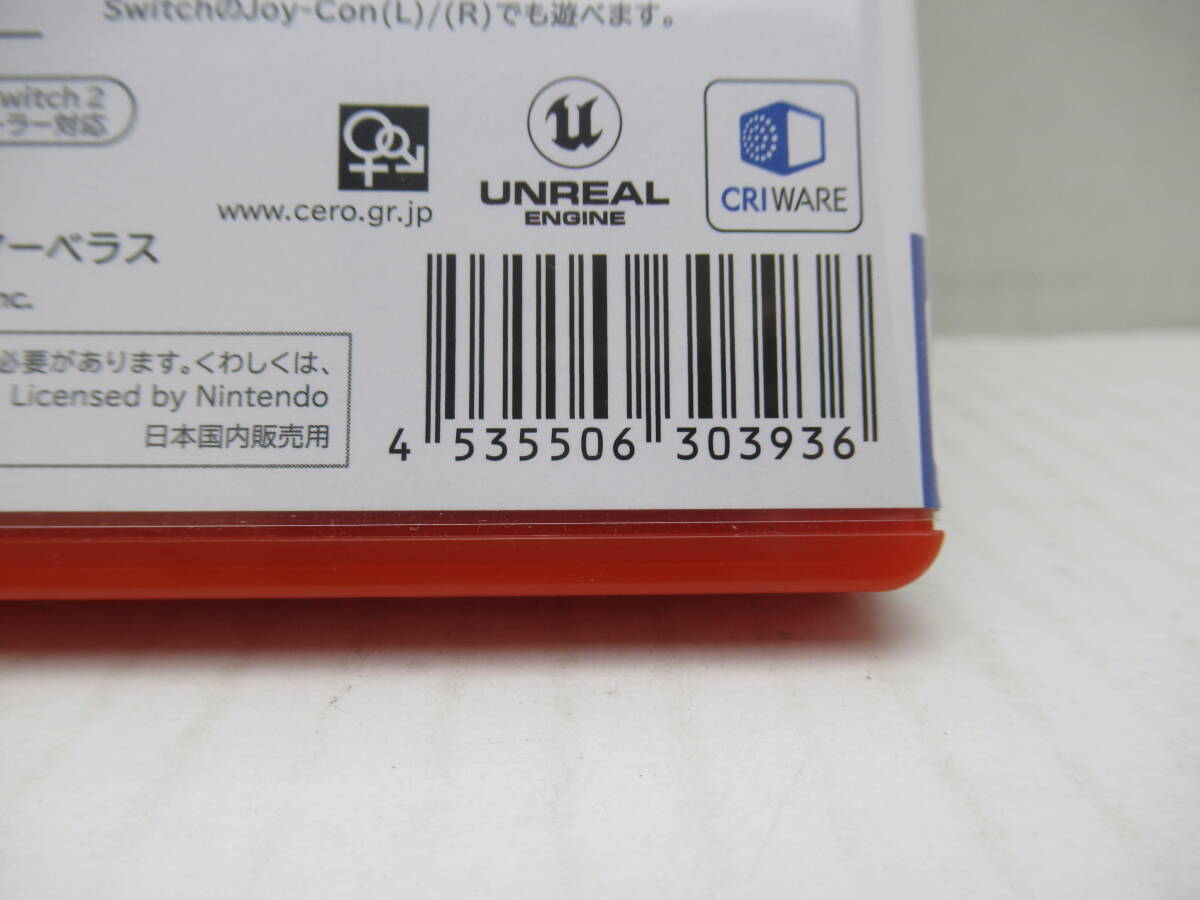 SwitchのJoy-Con(L)/(R)でも遊べます。
witch 2
ラー対応
www.cero.gr.jp
UNREAL
ENGINE
CRIWARE
ーベラス
nc.
必要があります。くわしくは、
Licensed by Nintendo
日本国内販売用
4 535506 303936